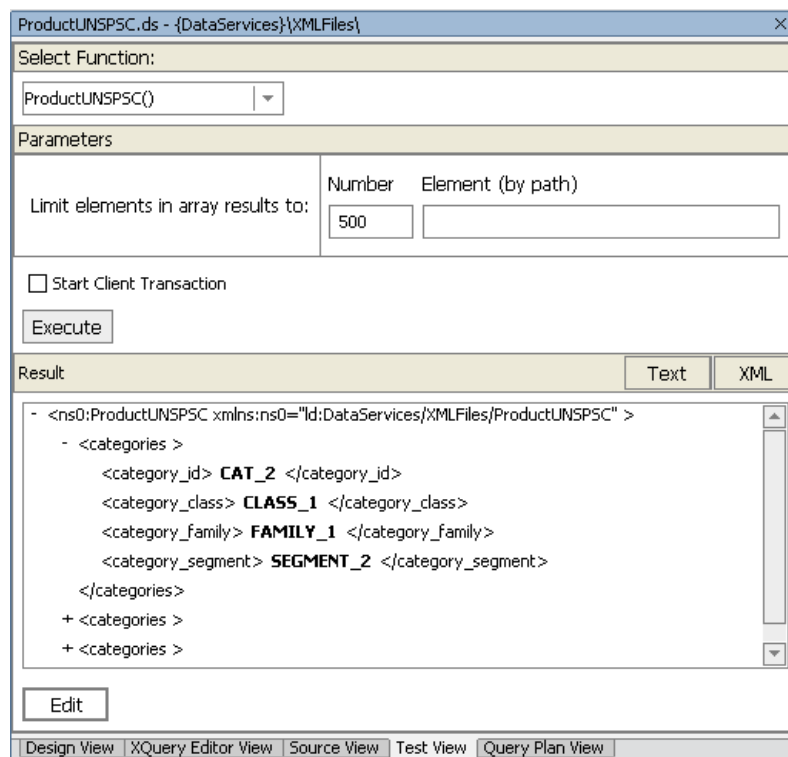 ProductUNSPSC.ds - {DataServices}\XMLFiles\
Select Function:
ProductUNSPSC()
Parameters
Limit elements in array results to:
Number Element (by path)
500
Start Client Transaction
Execute
Result Text XML
- <ns0:ProductUNSPSC xmlns:ns0="ld:DataServices/XMLFiles/ProductUNSPSC" >
- <categories >
<category_id> CAT_2 </category_id>
<category_class> CLASS_1 </category_class>
<category_family> FAMILY_1 </category_family>
<category_segment> SEGMENT_2 </category_segment>
</categories>
+ <categories >
+ <categories >
Edit
Design View XQuery Editor View Source View Test View Query Plan View